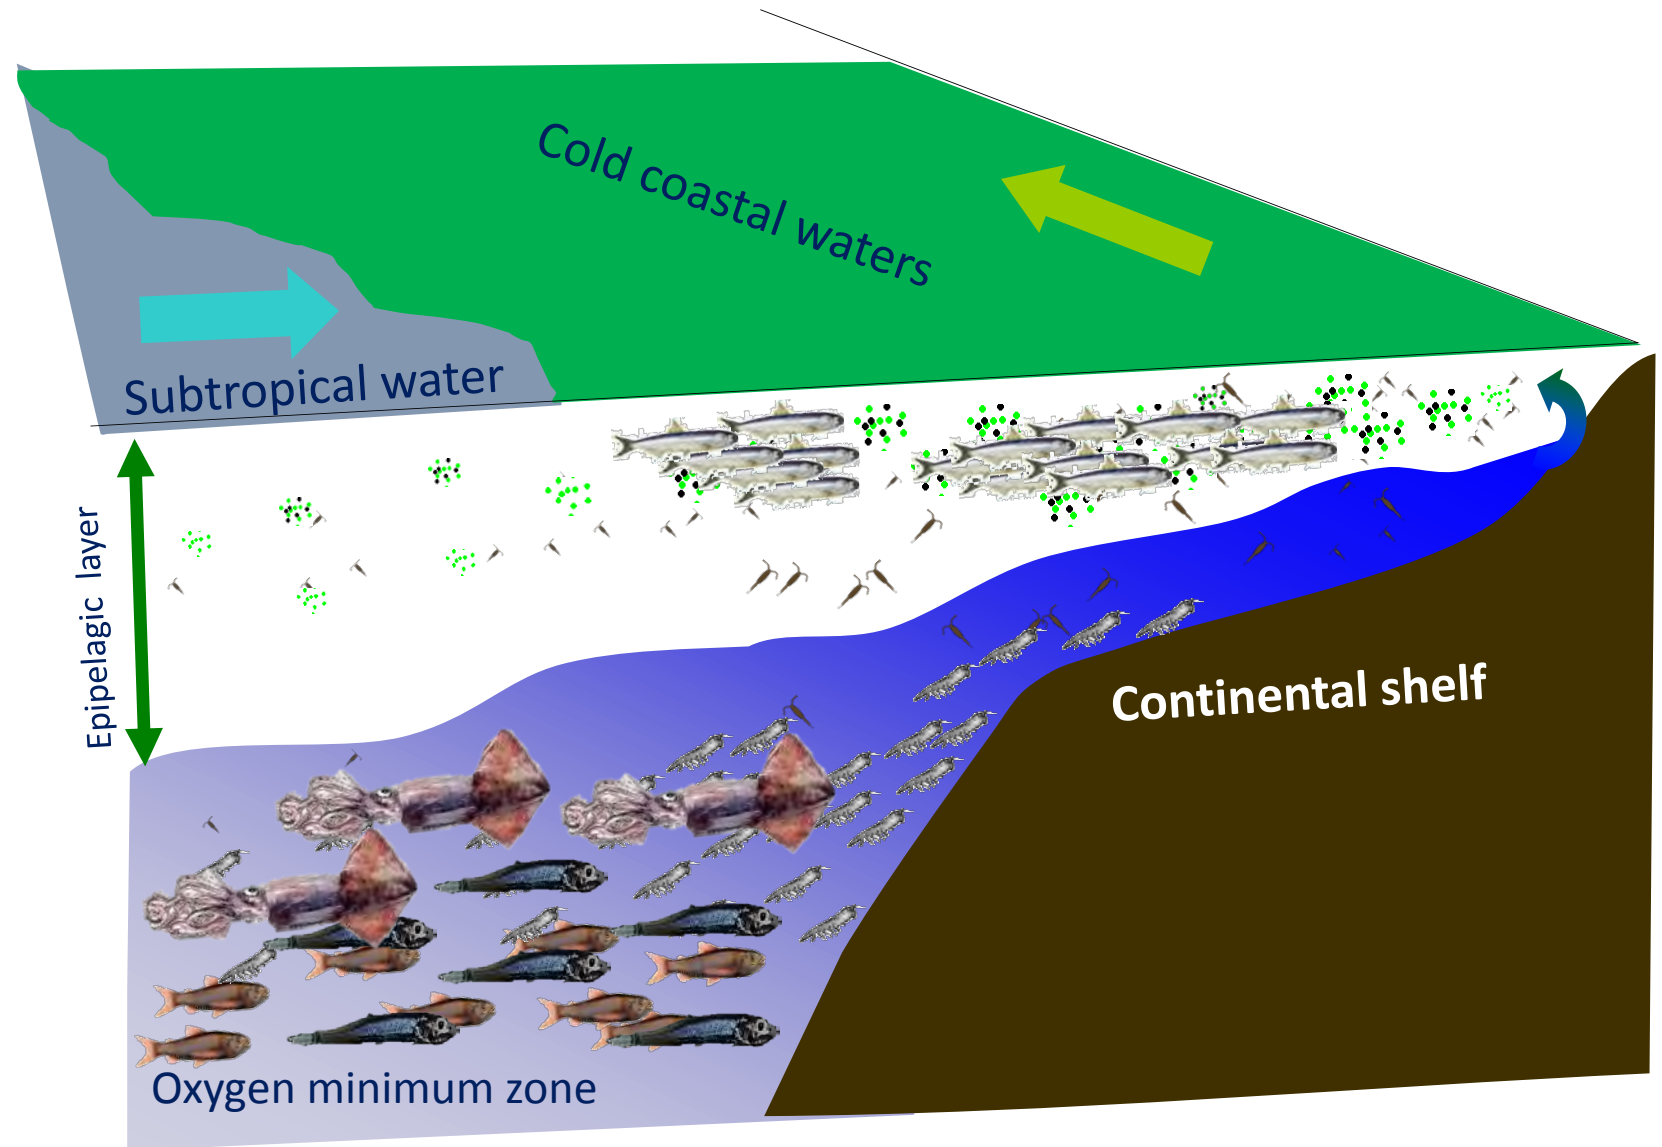 Cold coastal waters
Subtropical water
Epipelagic layer
Continental shelf
Oxygen minimum zone